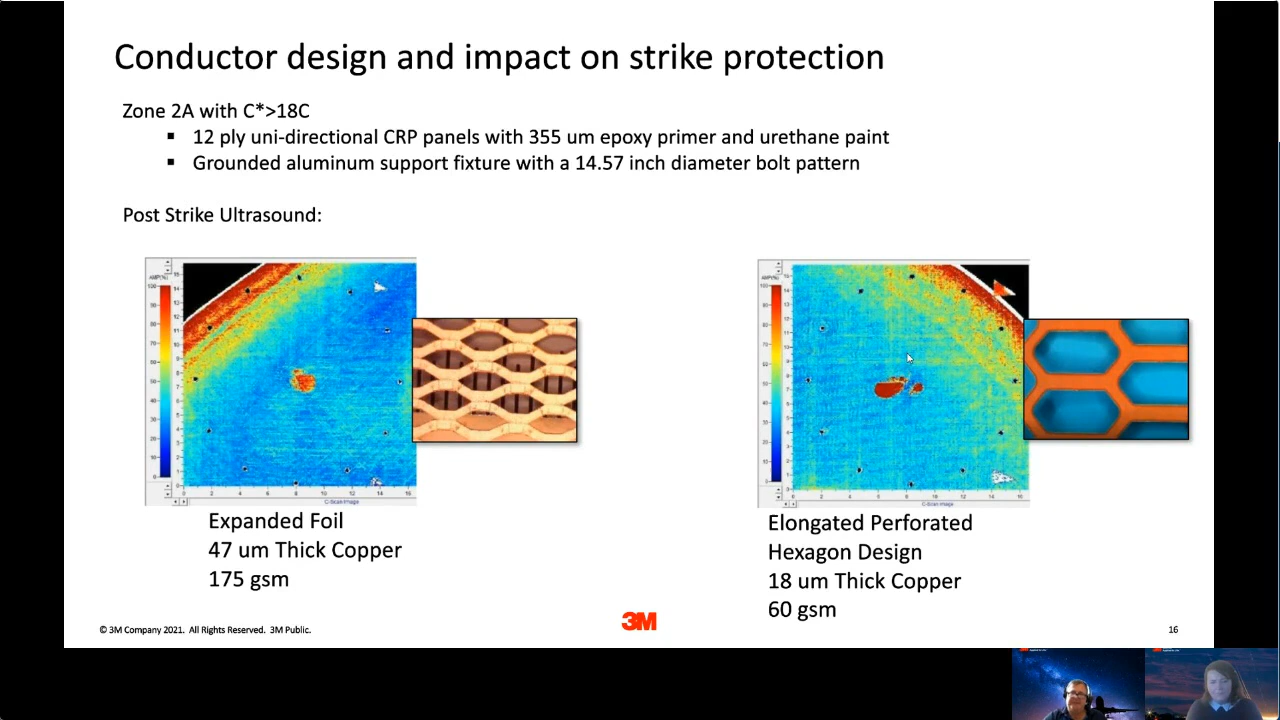 Conductor design and impact on strike protection
Zone 2A with C*>18C
▪ 12 ply uni-directional CRP panels with 355 um epoxy primer and urethane paint
▪ Grounded aluminum support fixture with a 14.57 inch diameter bolt pattern
Post Strike Ultrasound:
Expanded Foil
47 um Thick Copper
175 gsm
Elongated Perforated
Hexagon Design
18 um Thick Copper
60 gsm
© 3M Company 2021. All Rights Reserved. 3M Public.
3M
16